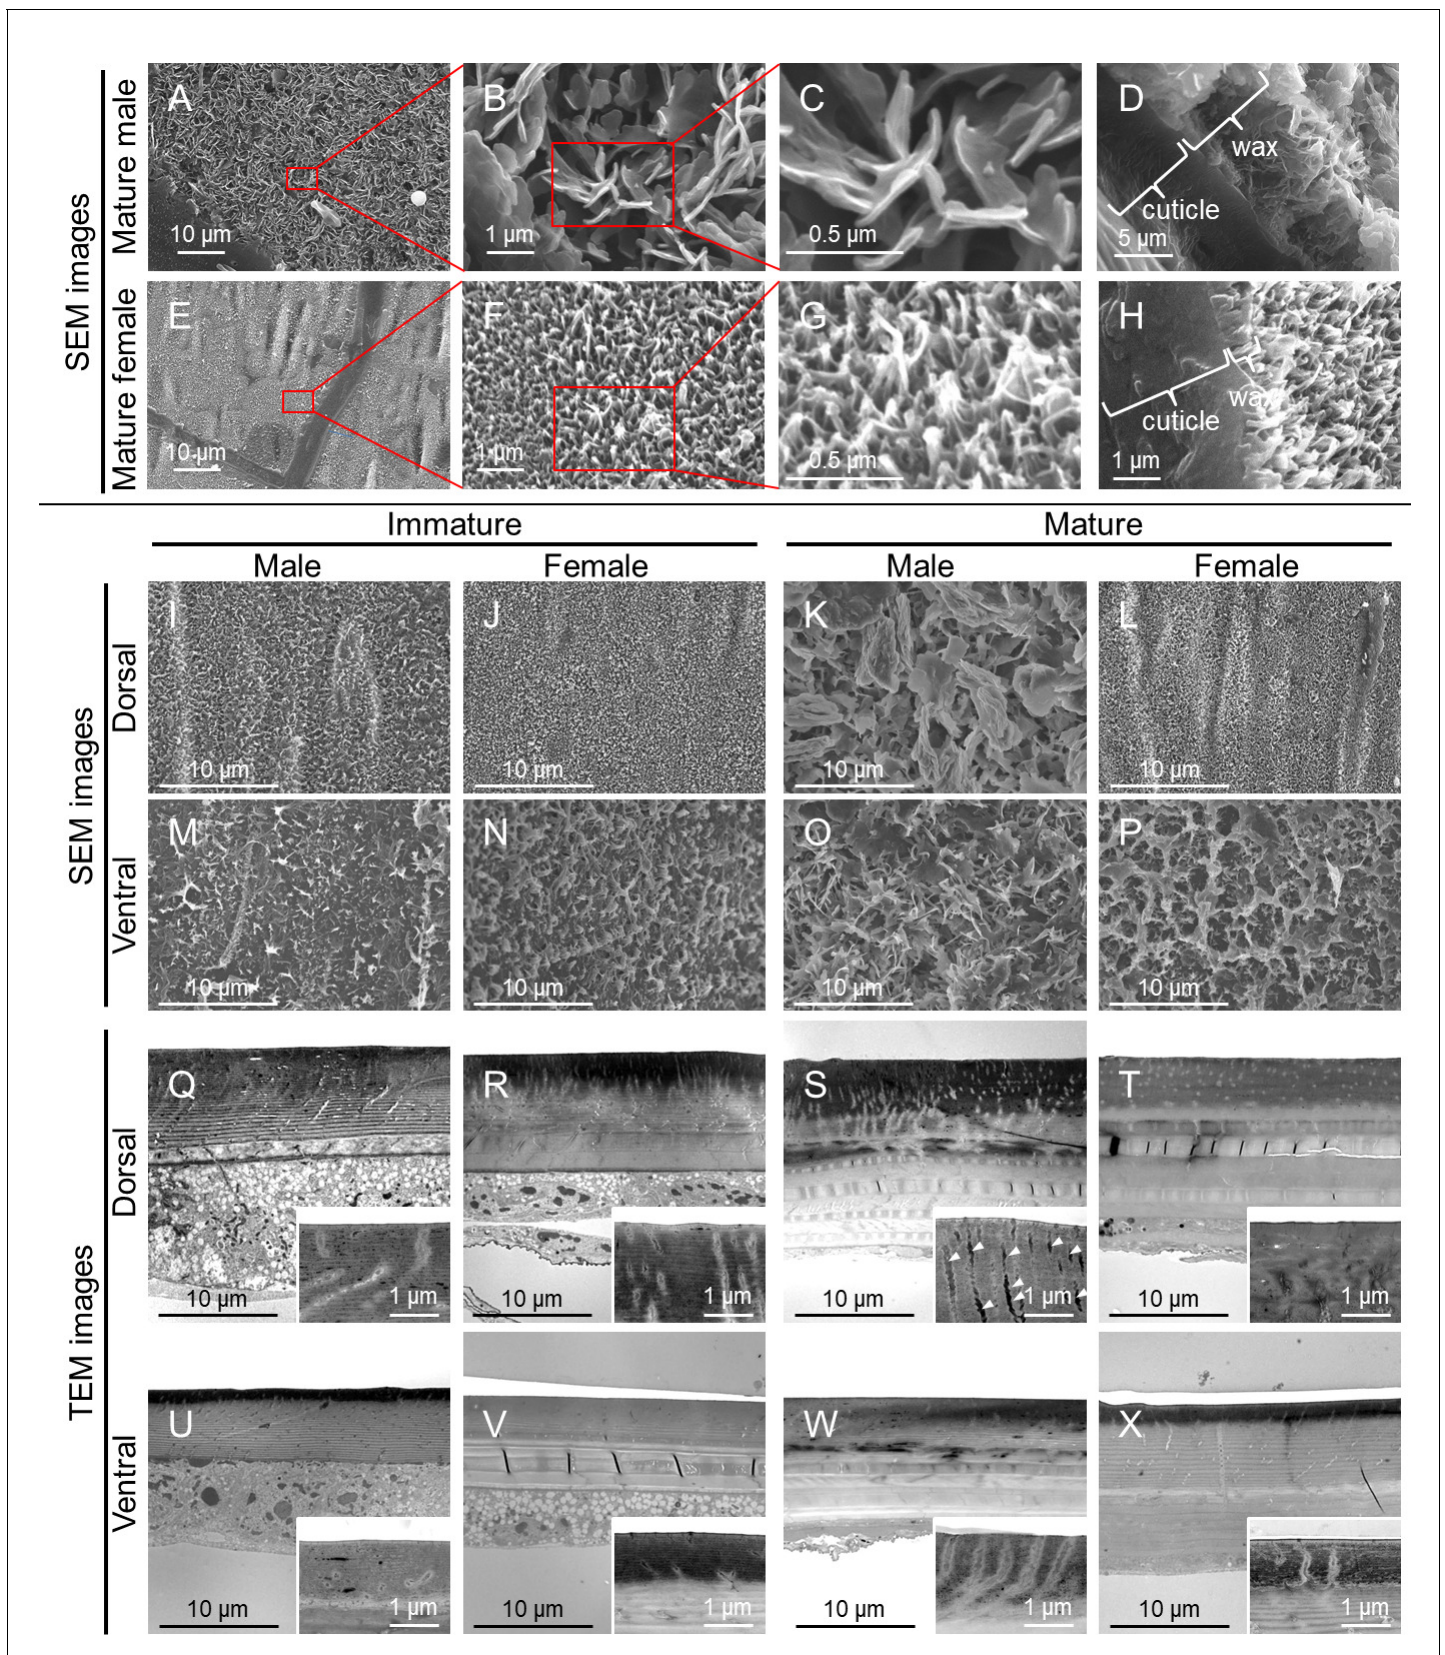 SEM images
Mature male
A
10 µm
B
1 µm
C
0.5 µm
D
wax
cuticle
5 µm
Mature female
E
10 µm
F
1 µm
G
0.5 µm
H
wax
cuticle
1 µm
Immature
Mature
Male
Female
Male
Female
SEM images
Dorsal
I
10 µm
J
10 µm
K
10 µm
L
10 µm
Ventral
M
10 µm
N
10 µm
O
10 µm
P
10 µm
TEM images
Dorsal
Q
10 µm
1 µm
R
10 µm
1 µm
S
10 µm
1 µm
T
10 µm
1 µm
Ventral
U
10 µm
1 µm
V
10 µm
1 µm
W
10 µm
1 µm
X
10 µm
1 µm